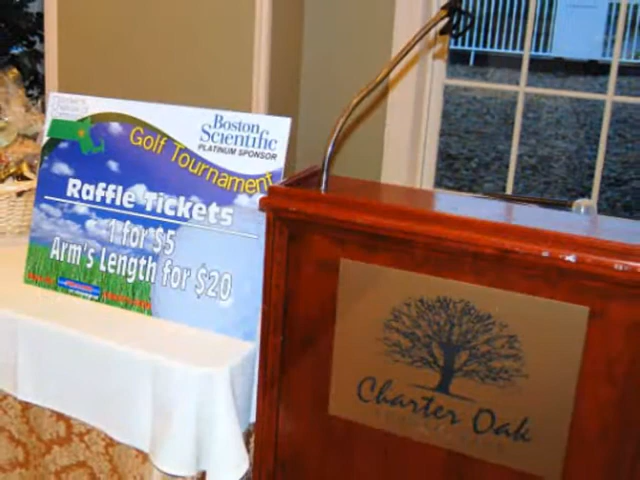 Boston
Scientific
PLATINUM SPONSOR
Golf Tournament
Raffle Tickets
1 for $5
Arm's Length for $20
Charter Oak